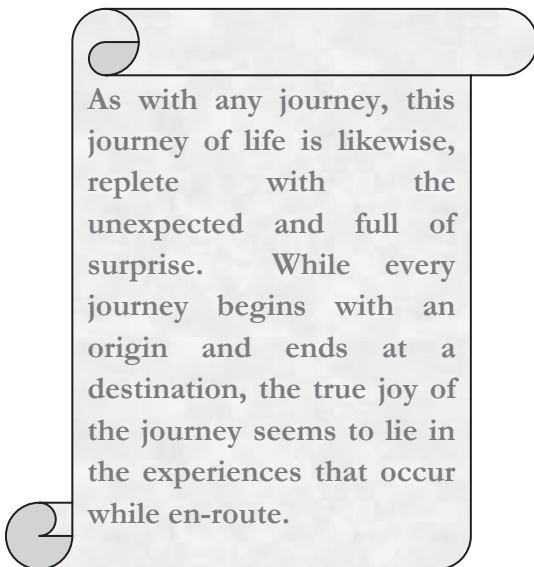 As with any journey, this
journey of life is likewise,
replete with the
unexpected and full of
surprise. While every
journey begins with an
origin and ends at a
destination, the true joy of
the journey seems to lie in
the experiences that occur
while en-route.